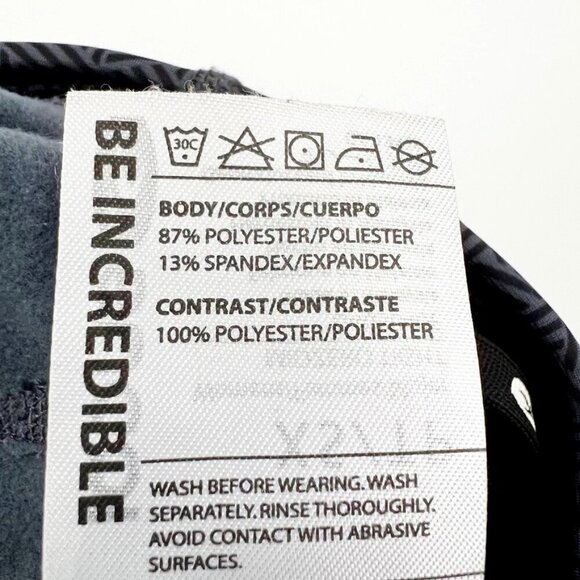 BE INCREDIBLE
30C
BODY/CORPS/CUERPO
87% POLYESTER/POLIESTER
13% SPANDEX/EXPANDEX
CONTRAST/CONTRASTE
100% POLYESTER/POLIESTER
WASH BEFORE WEARING. WASH
SEPARATELY. RINSE THOROUGHLY.
AVOID CONTACT WITH ABRASIVE
SURFACES.